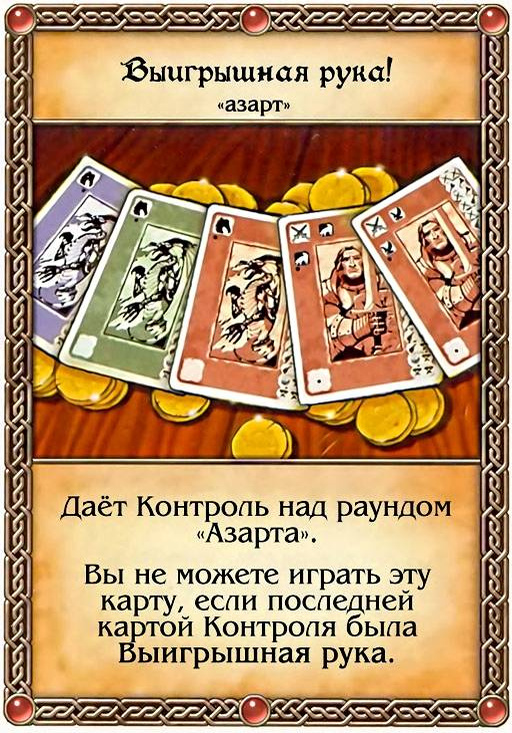 Выигрышная рука!
«азарт»
Даёт Контроль над раундом
«Азарта».
Вы не можете играть эту
карту, если последней
картой Контроля была
Выигрышная рука.